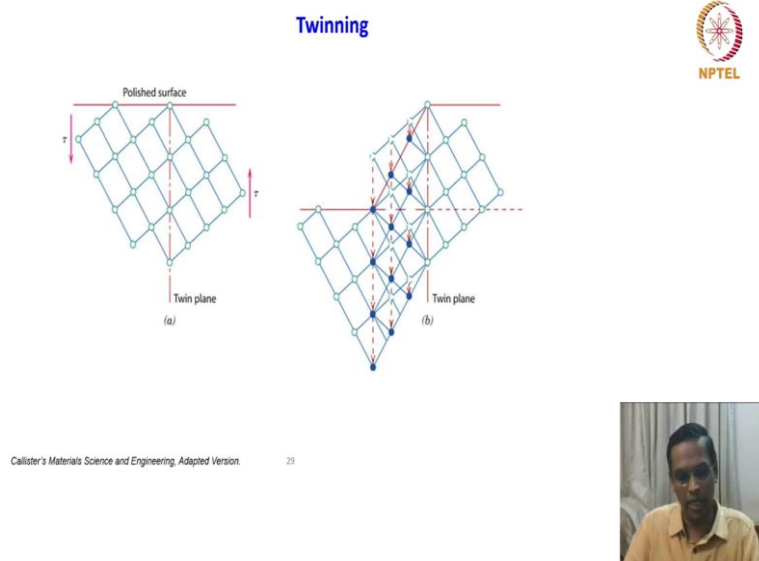 Twinning
NPTEL
Polished surface
τ
τ
Twin plane
(a)
Twin plane
(b)
Callister's Materials Science and Engineering, Adapted Version.
29